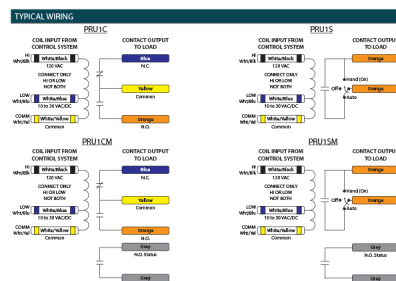 TYPICAL WIRING
PRU1C
COIL INPUT FROM
CONTROL SYSTEM
CONTACT OUTPUT
TO LOAD
HI
Wht/Blk
White/Black
120 VAC
CONNECT ONLY
HI OR LOW
NOT BOTH
LOW
Wht/Blu
White/Blue
10 to 30 VAC/DC
COMM
Wht/Yel
White/Yellow
Common
Blue
N.C.
Yellow
Common
Orange
N.O.
PRU1S
COIL INPUT FROM
CONTROL SYSTEM
CONTACT OUTPU
TO LOAD
HI
Wht/Blk
White/Black
120 VAC
CONNECT ONLY
HI OR LOW
NOT BOTH
LOW
Wht/Blu
White/Blue
10 to 30 VAC/DC
COMM
Wht/Yel
White/Yellow
Common
Orange
Hand (On)
Off
Orange
Auto
PRU1CM
COIL INPUT FROM
CONTROL SYSTEM
CONTACT OUTPUT
TO LOAD
HI
Wht/Blk
White/Black
120 VAC
CONNECT ONLY
HI OR LOW
NOT BOTH
LOW
Wht/Blu
White/Blue
10 to 30 VAC/DC
COMM
Wht/Yel
White/Yellow
Common
Blue
N.C.
Yellow
Common
Orange
N.O.
Gray
N.O. Status
Gray
PRU1SM
COIL INPUT FROM
CONTROL SYSTEM
CONTACT OUTPU
TO LOAD
HI
Wht/Blk
White/Black
120 VAC
CONNECT ONLY
HI OR LOW
NOT BOTH
LOW
Wht/Blu
White/Blue
10 to 30 VAC/DC
COMM
Wht/Yel
White/Yellow
Common
Orange
Hand (On)
Off
Orange
Auto
Gray
N.O. Status
Gray